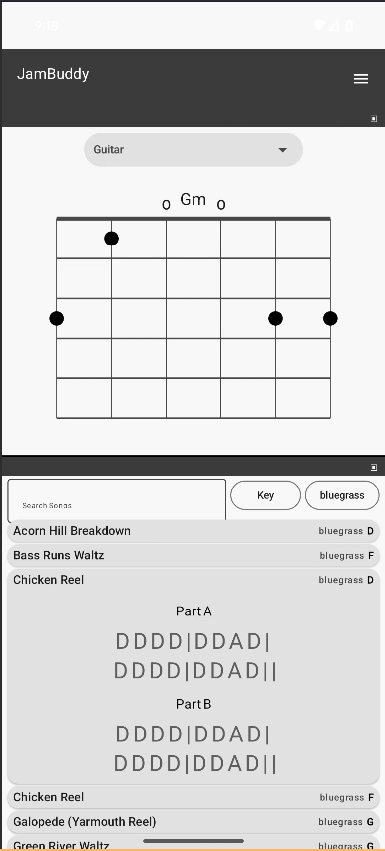 JamBuddy
Guitar
o Gm o
Search Songs
Key
bluegrass
Acorn Hill Breakdown bluegrass D
Bass Runs Waltz bluegrass F
Chicken Reel bluegrass D
Part A
D D D D | D D A D |
D D D D | D D A D | |
Part B
D D D D | D D A D |
D D D D | D D A D | |
Chicken Reel bluegrass F
Galopede (Yarmouth Reel) bluegrass G
Green River Waltz bluegrass G